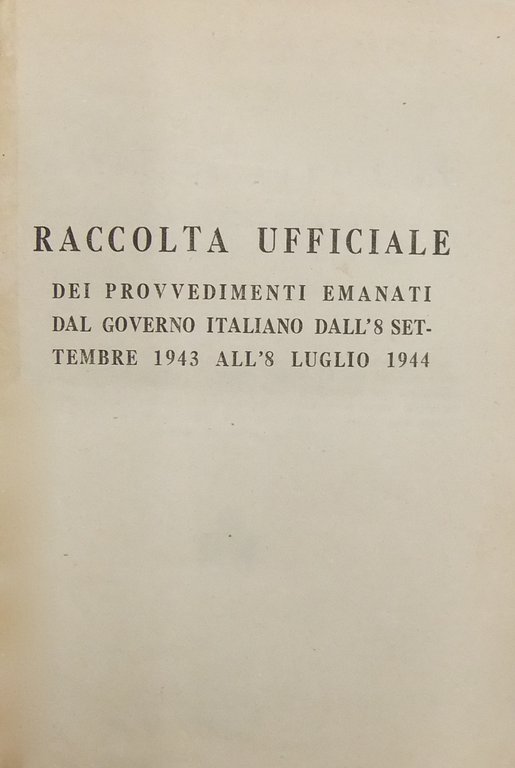 RACCOLTA UFFICIALE
DEI PROVVEDIMENTI EMANATI
DAL GOVERNO ITALIANO DALL'8 SET-
TEMBRE 1943 ALL'8 LUGLIO 1944